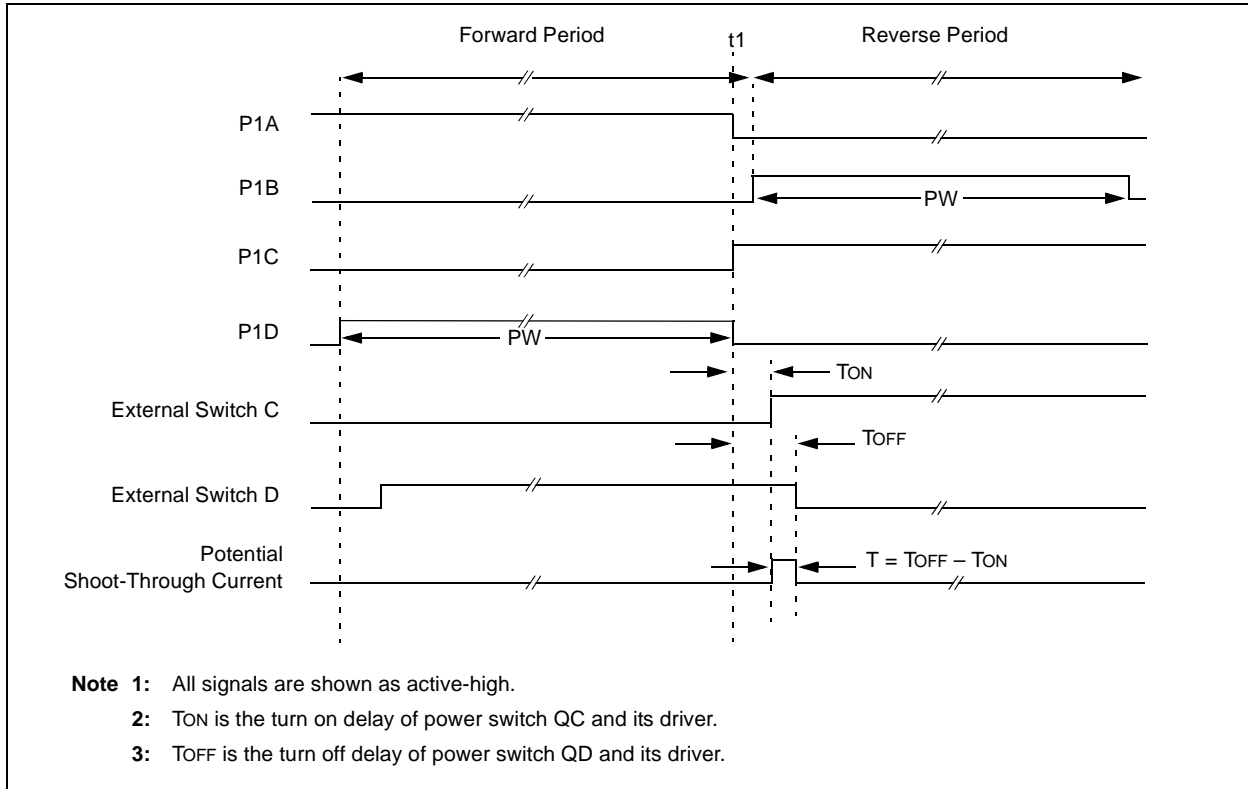 Forward Period
t1
Reverse Period
P1A
P1B
PW
P1C
P1D
PW
TON
External Switch C
TOFF
External Switch D
Potential
Shoot-Through Current
T = TOFF – TON
Note 1: All signals are shown as active-high.
2: TON is the turn on delay of power switch QC and its driver.
3: TOFF is the turn off delay of power switch QD and its driver.